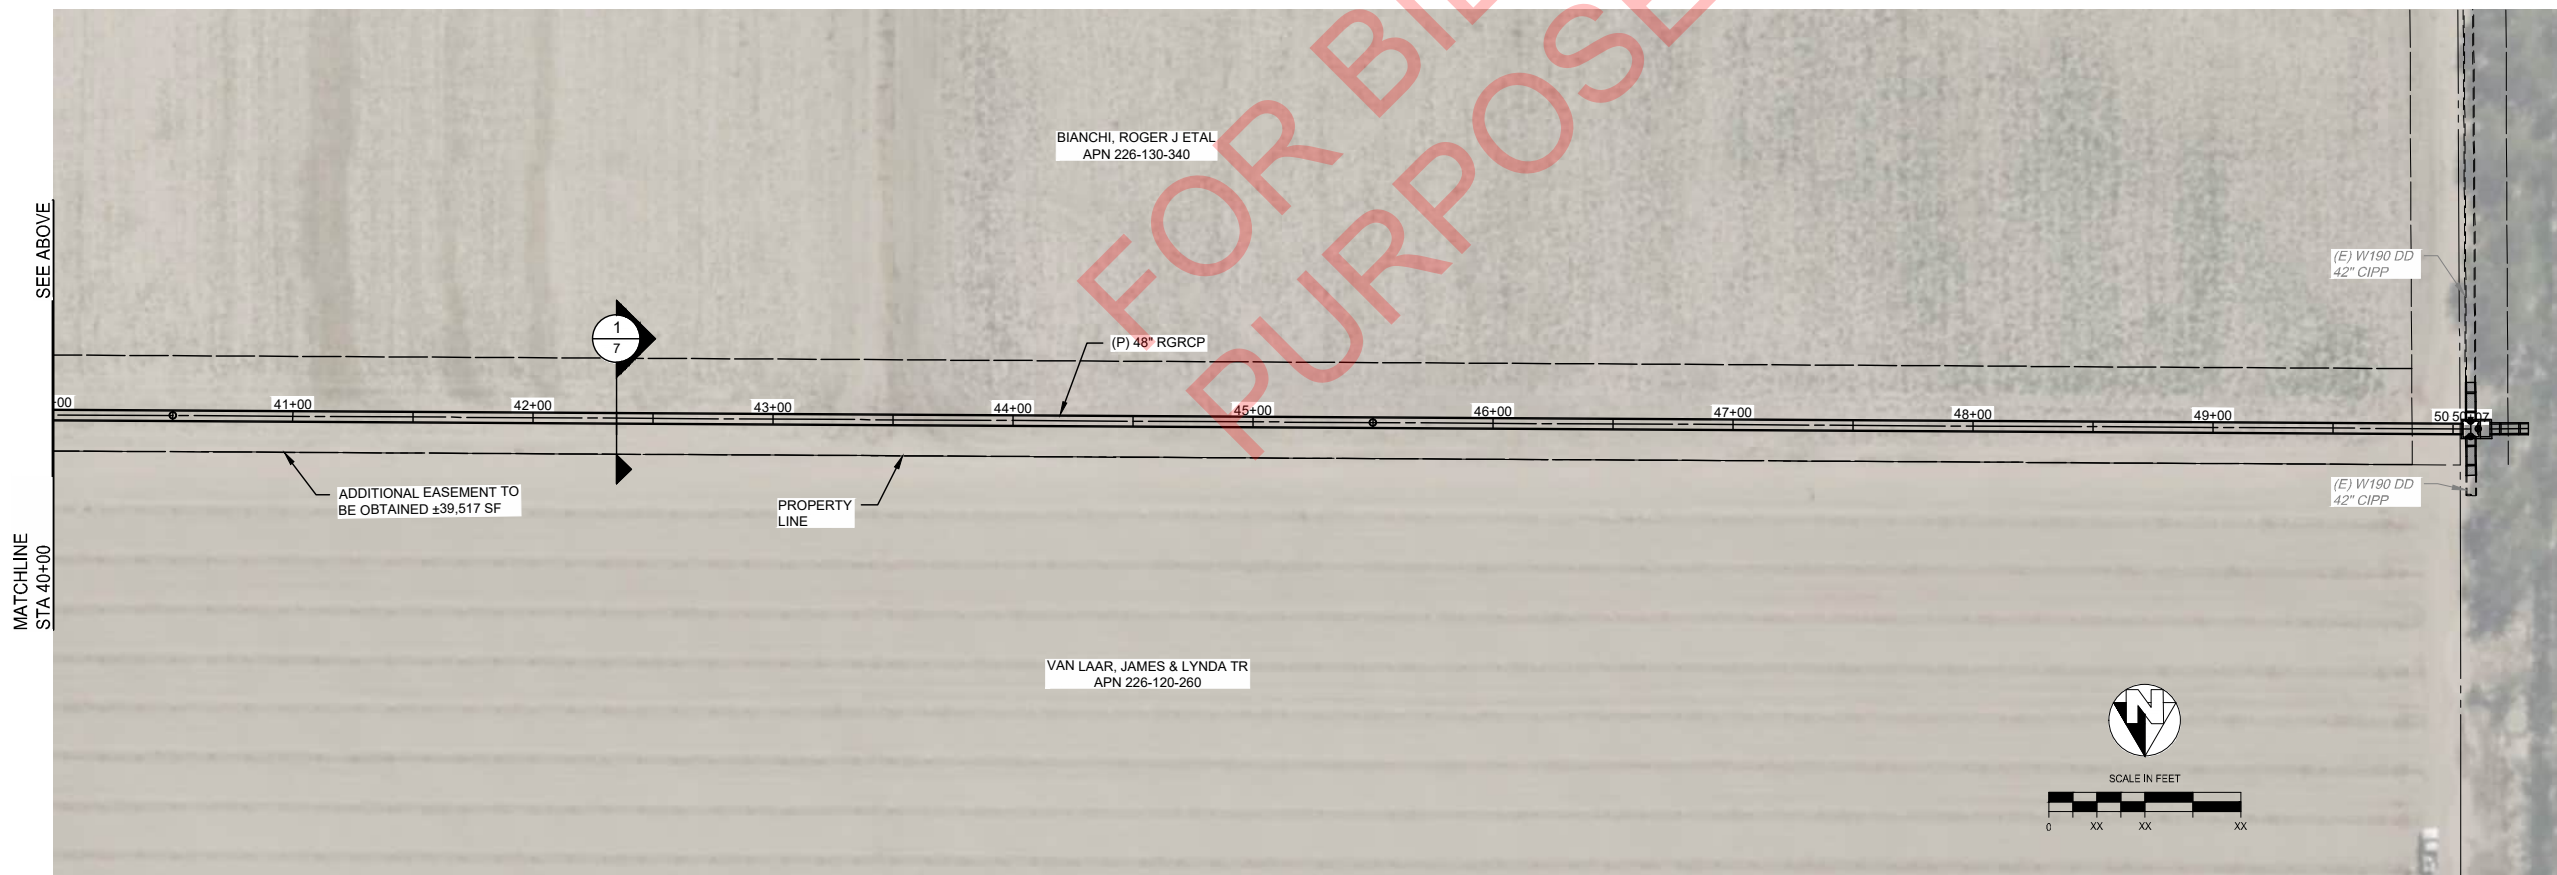 FOR BI
PURPOSE
BIANCHI, ROGER J ETAL
APN 226-130-340
SEE ABOVE
(E) W190 DD
42" CIPP
1
7
(P) 48" RGRCP
00
41+00
42+00
43+00
44+00
45+00
46+00
47+00
48+00
49+00
50
ADDITIONAL EASEMENT TO
BE OBTAINED ±39,517 SF
PROPERTY
LINE
(E) W190 DD
42" CIPP
MATCHLINE
STA 40+00
VAN LAAR, JAMES & LYNDA TR
APN 226-120-260
N
SCALE IN FEET
0 XX XX XX